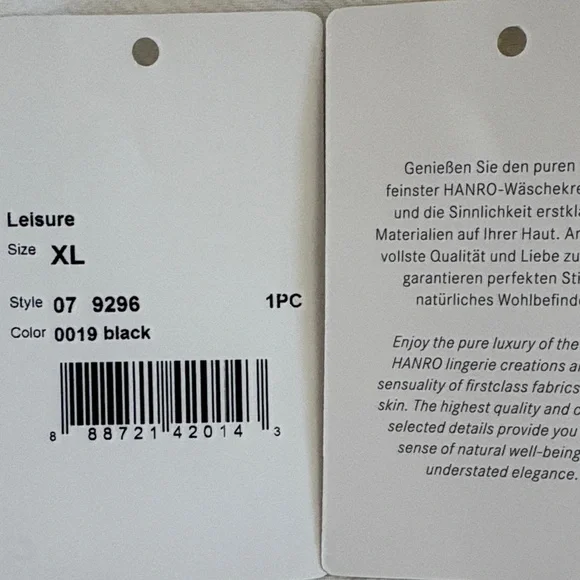 Leisure
Size XL
Style 07 9296 1PC
Color 0019 black
8 88721 42014 3
Genießen Sie den puren
feinster HANRO-Wäschekre
und die Sinnlichkeit erstkla
Materialien auf Ihrer Haut. An
vollste Qualität und Liebe zu
garantieren perfekten Sti
natürliches Wohlbefinde
Enjoy the pure luxury of the
HANRO lingerie creations a
sensuality of firstclass fabrics
skin. The highest quality and c
selected details provide you
sense of natural well-being
understated elegance.